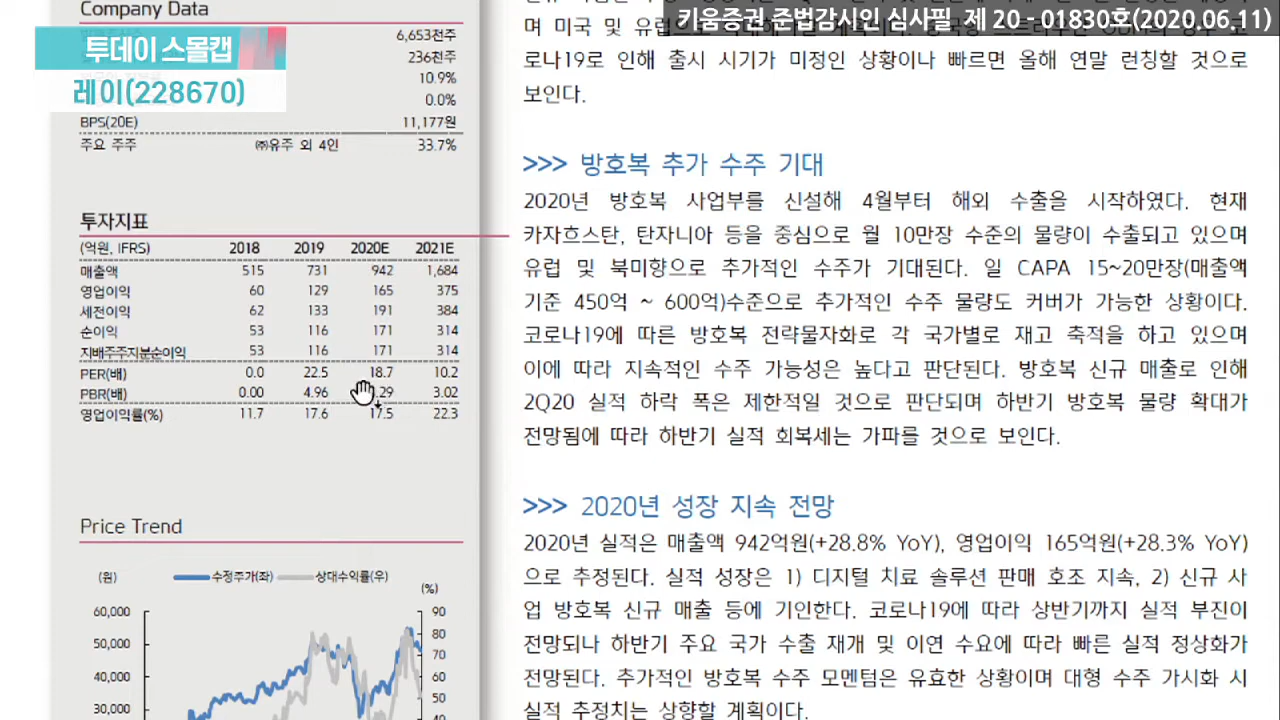 Company Data
6,653천주
투데이 스몰캡
236천주
10.9%
레이(228670)
0.0%
BPS(20E) 11,177원
주요 주주 ㈜유주 외 4인 33.7%
투자지표
(억원, IFRS) 2018 2019 2020E 2021E
매출액 515 731 942 1,684
영업이익 60 129 165 375
세전이익 62 133 191 384
순이익 53 116 171 314
지배주주지분순이익 53 116 171 314
PER(배) 0.0 22.5 18.7 10.2
PBR(배) 0.00 4.96 .29 3.02
영업이익률(%) 11.7 17.6 17.5 22.3
Price Trend
(원) 수정주가(좌) 상대수익률(우)
(%)
60,000 90
50,000 80
70
40,000 60
50
30,000 40
키움증권 준법감시인 심사필 제 20 - 01830호(2020.06.11)
며 미국 및 유럽
로나19로 인해 출시 시기가 미정인 상황이나 빠르면 올해 연말 런칭할 것으로
보인다.
>>> 방호복 추가 수주 기대
2020년 방호복 사업부를 신설해 4월부터 해외 수출을 시작하였다. 현재
카자흐스탄, 탄자니아 등을 중심으로 월 10만장 수준의 물량이 수출되고 있으며
유럽 및 북미향으로 추가적인 수주가 기대된다. 일 CAPA 15~20만장(매출액
기준 450억 ~ 600억)수준으로 추가적인 수주 물량도 커버가 가능한 상황이다.
코로나19에 따른 방호복 전략물자화로 각 국가별로 재고 축적을 하고 있으며
이에 따라 지속적인 수주 가능성은 높다고 판단된다. 방호복 신규 매출로 인해
2Q20 실적 하락 폭은 제한적일 것으로 판단되며 하반기 방호복 물량 확대가
전망됨에 따라 하반기 실적 회복세는 가파를 것으로 보인다.
>>> 2020년 성장 지속 전망
2020년 실적은 매출액 942억원(+28.8% YoY), 영업이익 165억원(+28.3% YoY)
으로 추정된다. 실적 성장은 1) 디지털 치료 솔루션 판매 호조 지속, 2) 신규 사
업 방호복 신규 매출 등에 기인한다. 코로나19에 따라 상반기까지 실적 부진이
전망되나 하반기 주요 국가 수출 재개 및 이연 수요에 따라 빠른 실적 정상화가
전망된다. 추가적인 방호복 수주 모멘텀은 유효한 상황이며 대형 수주 가시화 시
실적 추정치는 상향할 계획이다.